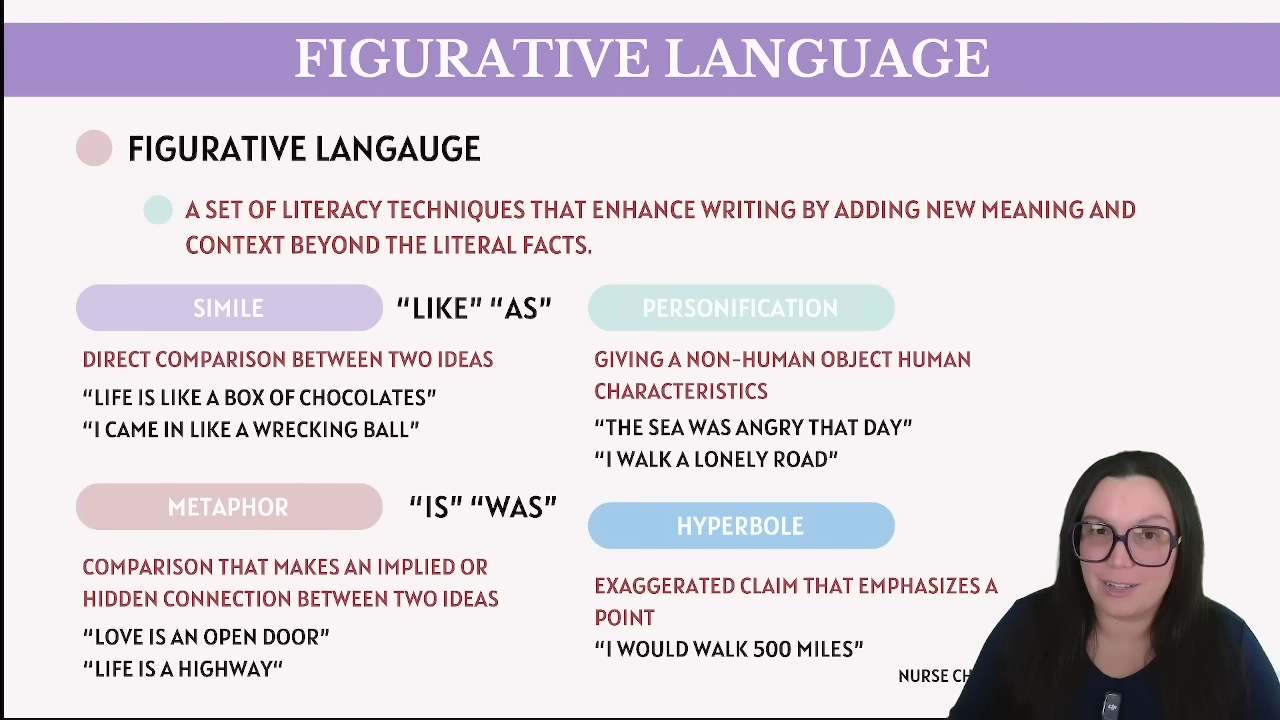 FIGURATIVE LANGUAGE
FIGURATIVE LANGAUGE
A SET OF LITERACY TECHNIQUES THAT ENHANCE WRITING BY ADDING NEW MEANING AND
CONTEXT BEYOND THE LITERAL FACTS.
SIMILE
“LIKE” “AS”
DIRECT COMPARISON BETWEEN TWO IDEAS
“LIFE IS LIKE A BOX OF CHOCOLATES”
“I CAME IN LIKE A WRECKING BALL”
METAPHOR
“IS” “WAS”
COMPARISON THAT MAKES AN IMPLIED OR
HIDDEN CONNECTION BETWEEN TWO IDEAS
“LOVE IS AN OPEN DOOR”
“LIFE IS A HIGHWAY“
PERSONIFICATION
GIVING A NON-HUMAN OBJECT HUMAN
CHARACTERISTICS
“THE SEA WAS ANGRY THAT DAY”
“I WALK A LONELY ROAD”
HYPERBOLE
EXAGGERATED CLAIM THAT EMPHASIZES A
POINT
“I WOULD WALK 500 MILES”
NURSE
dji